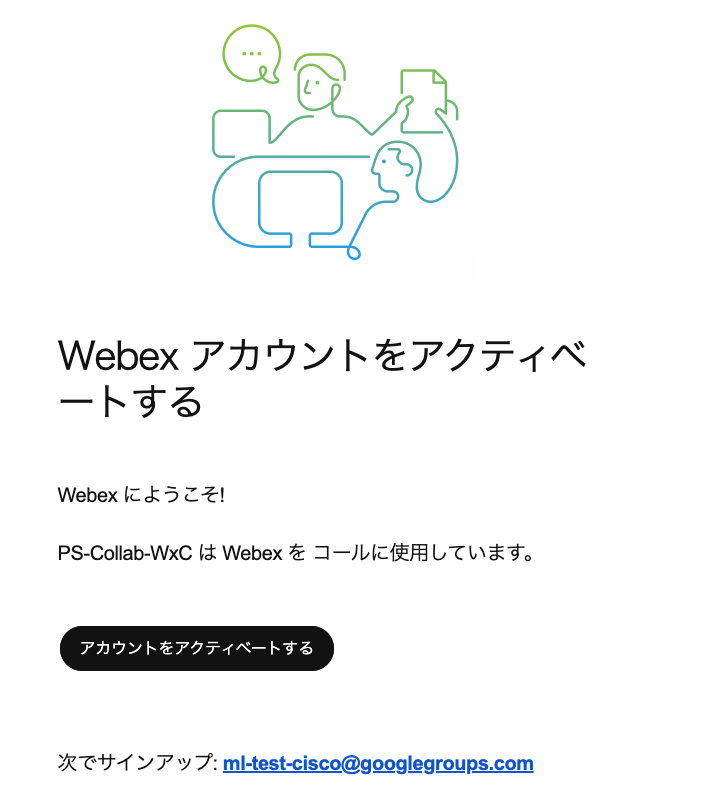 Webex アカウントをアクティベ
ートする
Webex にようこそ!
PS-Collab-WxC は Webex を コールに使用しています。
アカウントをアクティベートする
次でサインアップ: ml-test-cisco@googlegroups.com